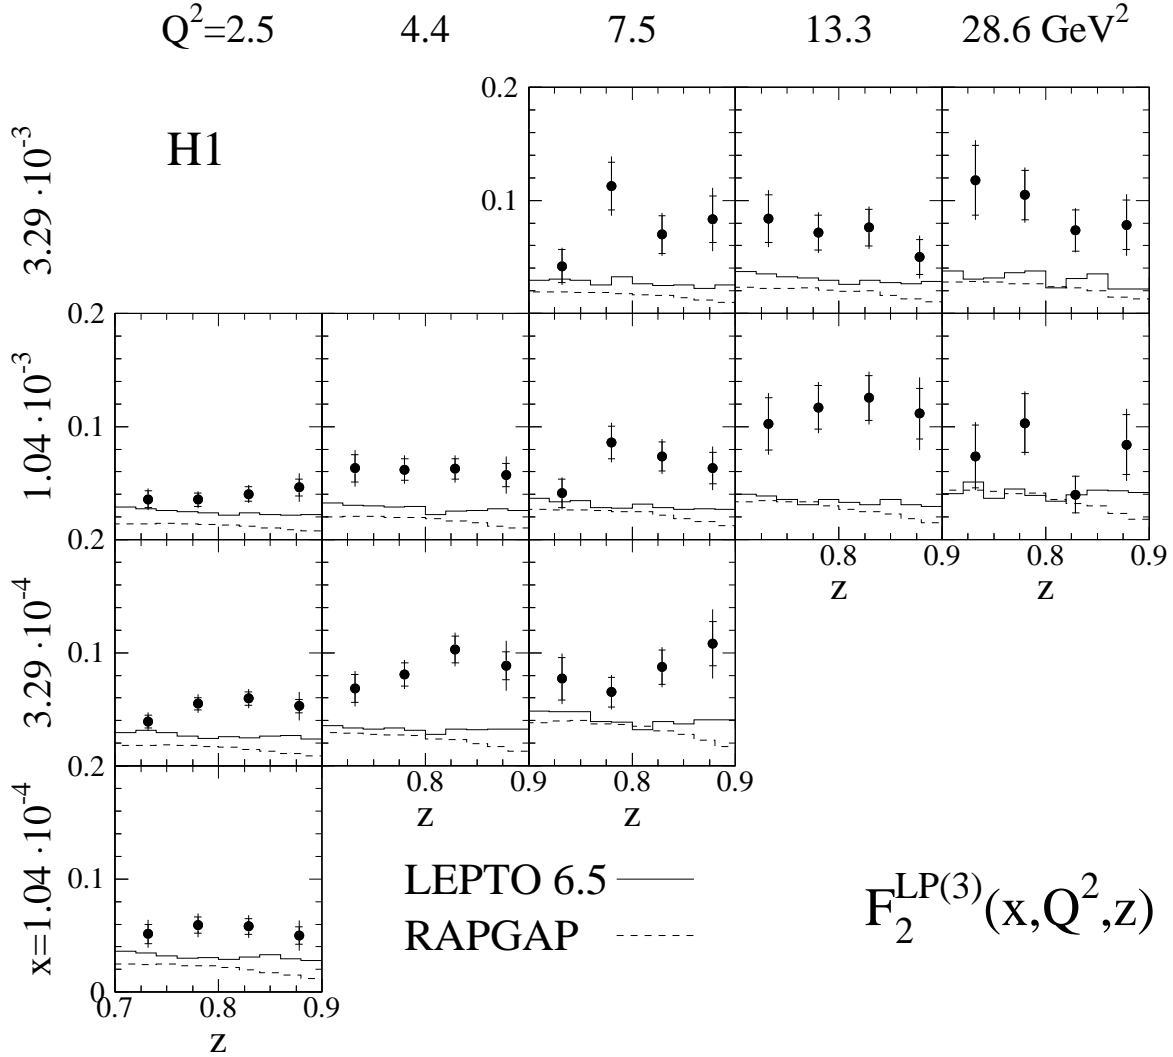 Q²=2.5 4.4 7.5 13.3 28.6 GeV²
0.2
H1
3.29 ·10⁻³
0.1
0.2
1.04 ·10⁻³
0.1
0.2 0.8 0.9 0.8 0.9
z z
3.29 ·10⁻⁴
0.1
0.2 0.8 0.9 0.8 0.9
z z
x=1.04 ·10⁻⁴
0.1
LEPTO 6.5
F₂^LP(3)(x,Q²,z)
RAPGAP
0
0.7 0.8 0.9
z